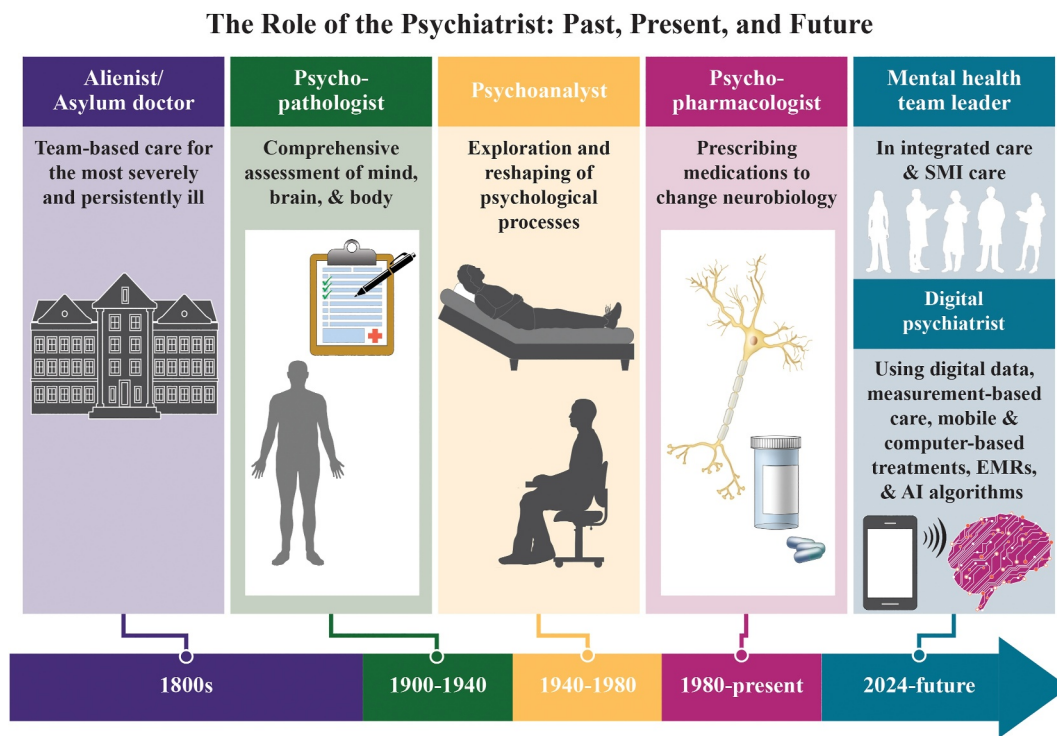 The Role of the Psychiatrist: Past, Present, and Future
Alienist/
Asylum doctor
Team-based care for
the most severely
and persistently ill
Psycho-
pathologist
Comprehensive
assessment of mind,
brain, & body
Psychoanalyst
Exploration and
reshaping of
psychological
processes
Psycho-
pharmacologist
Prescribing
medications to
change neurobiology
Mental health
team leader
In integrated care
& SMI care
Digital
psychiatrist
Using digital data,
measurement-based
care, mobile &
computer-based
treatments, EMRs,
& AI algorithms
1800s
1900-1940
1940-1980
1980-present
2024-future